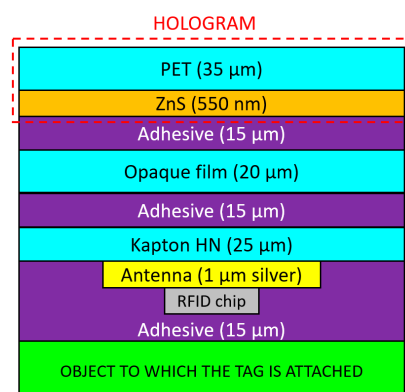 HOLOGRAM
PET (35 µm)
ZnS (550 nm)
Adhesive (15 µm)
Opaque film (20 µm)
Adhesive (15 µm)
Kapton HN (25 µm)
Antenna (1 µm silver)
RFID chip
Adhesive (15 µm)
OBJECT TO WHICH THE TAG IS ATTACHED